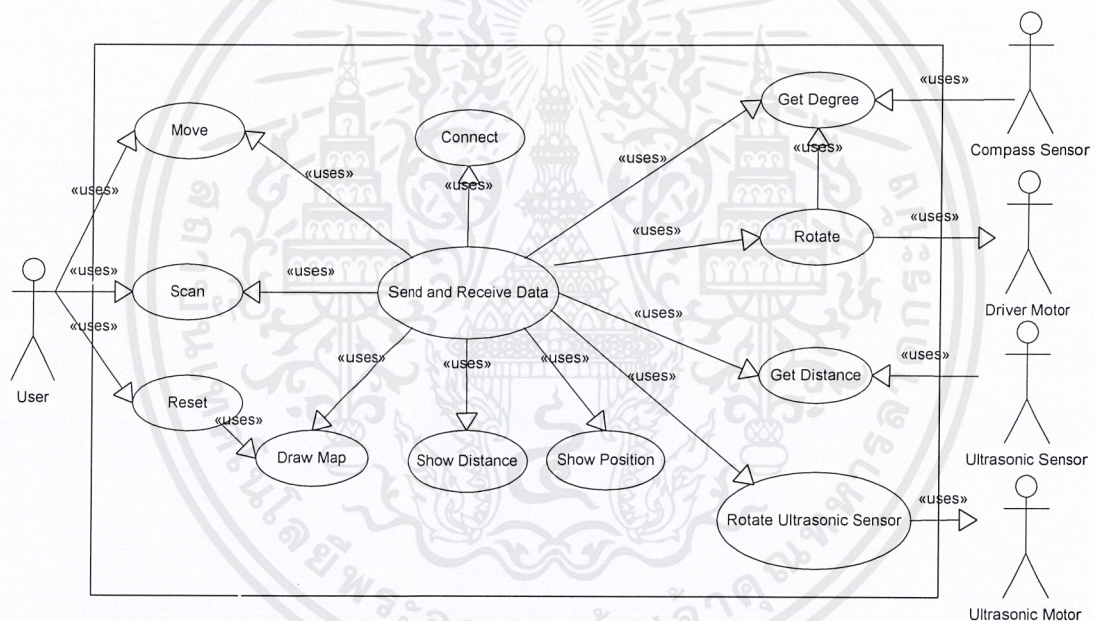 «uses»
Get Degree
Compass Sensor
Move
Connect
«uses»
«uses»
«uses»
«uses»
«uses»
«uses»
«uses»
Rotate
«uses»
Driver Motor
«uses»
Scan
«uses»
Send and Receive Data
User
«uses»
«uses»
Reset
«uses»
«uses»
«uses»
«uses»
«uses»
Get Distance
«uses»
Ultrasonic Sensor
Draw Map
Show Distance
Show Position
Rotate Ultrasonic Sensor
«uses»
Ultrasonic Motor